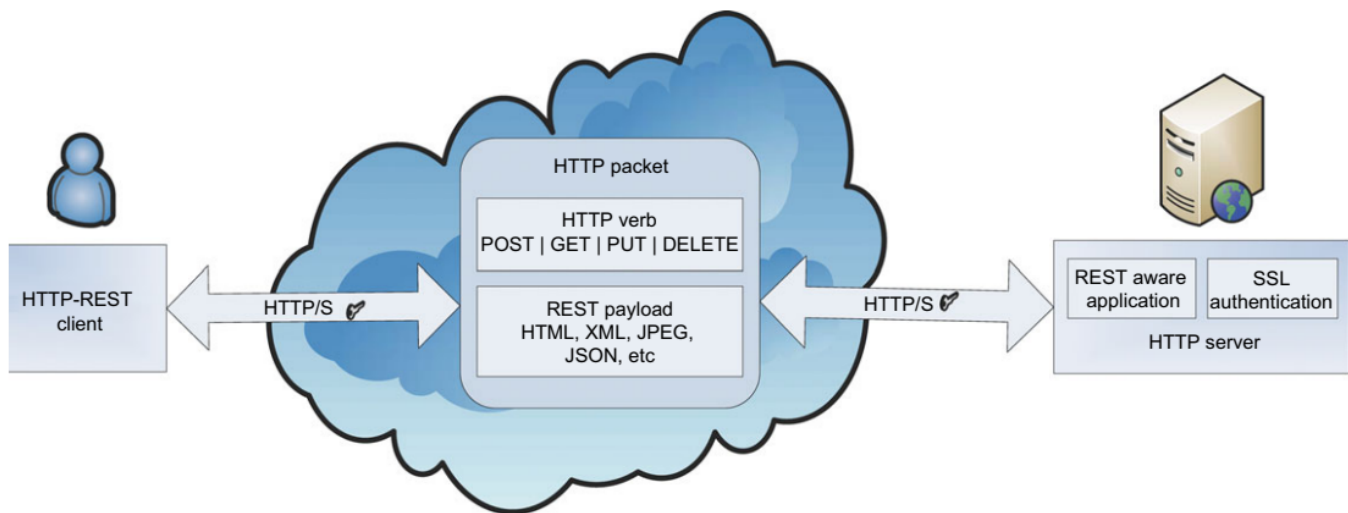 HTTP-REST
client
HTTP/S
HTTP packet
HTTP verb
POST | GET | PUT | DELETE
REST payload
HTML, XML, JPEG,
JSON, etc
HTTP/S
REST aware
application
SSL
authentication
HTTP server